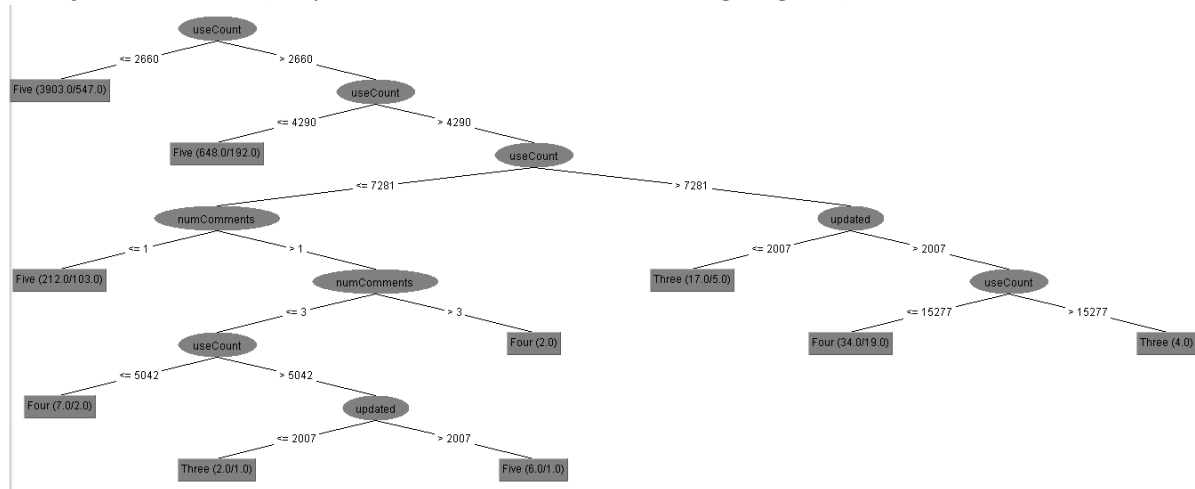 useCount
<= 2660 > 2660
Five (3903.0/547.0) useCount
<= 4290 > 4290
Five (648.0/192.0) useCount
<= 7281 > 7281
numComments updated
<= 1 > 1 <= 2007 > 2007
Five (212.0/103.0) numComments Three (17.0/5.0) useCount
<= 3 > 3 <= 15277 > 15277
useCount Four (2.0) Four (34.0/19.0) Three (4.0)
<= 5042 > 5042
Four (7.0/2.0) updated
<= 2007 > 2007
Three (2.0/1.0) Five (6.0/1.0)